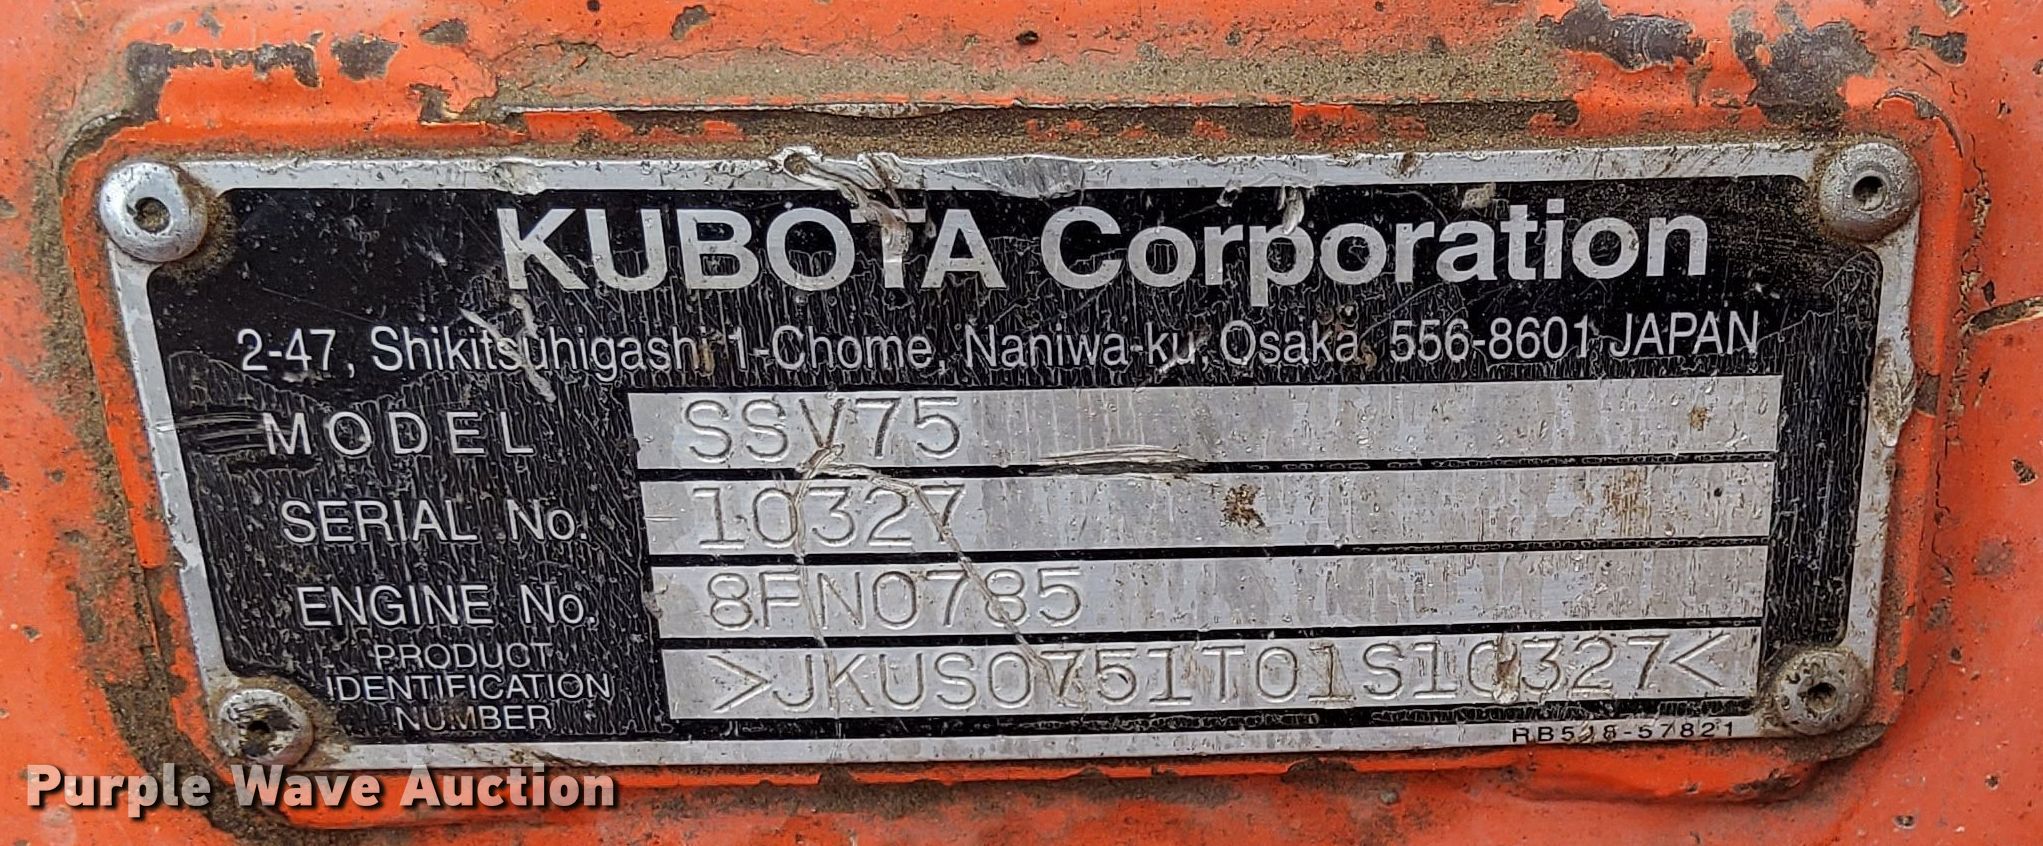 KUBOTA Corporation
2-47, Shikitsuhigashi 1-Chome, Naniwa-ku, Osaka, 556-8601 JAPAN
MODEL SSV75
SERIAL No. 10327
ENGINE No. 8FN0785
PRODUCT IDENTIFICATION NUMBER >JKUS0751T01S10327<
RB518-57821
Purple Wave Auction